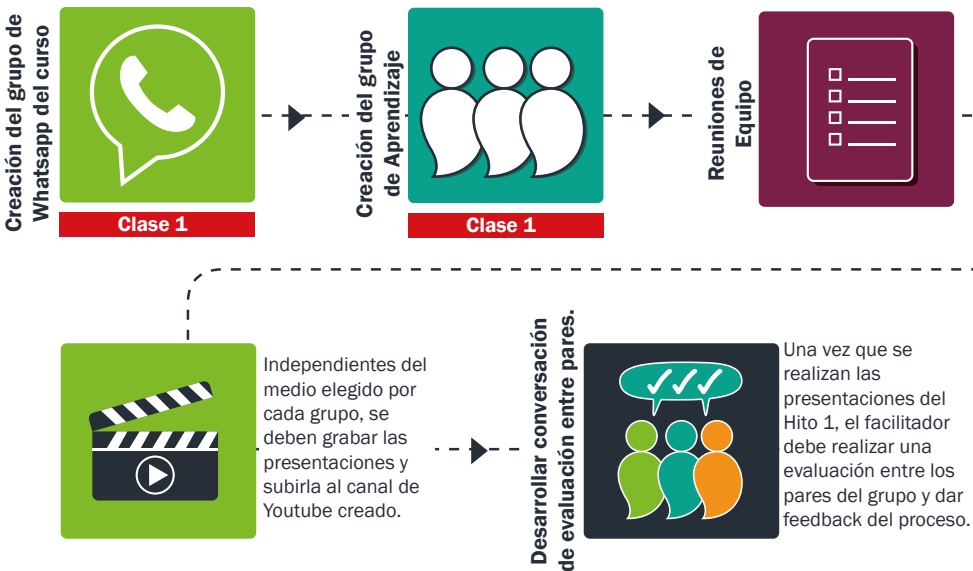 Creación del grupo de
Whatsapp del curso
Clase 1
Creación del grupo
de Aprendizaje
Clase 1
Reuniones de
Equipo
Independientes del
medio elegido por
cada grupo, se
deben grabar las
presentaciones y
subirla al canal de
Youtube creado.
Desarrollar conversación
de evaluación entre pares.
Una vez que se
realizan las
presentaciones del
Hito 1, el facilitador
debe realizar una
evaluación entre los
pares del grupo y dar
feedback del proceso.